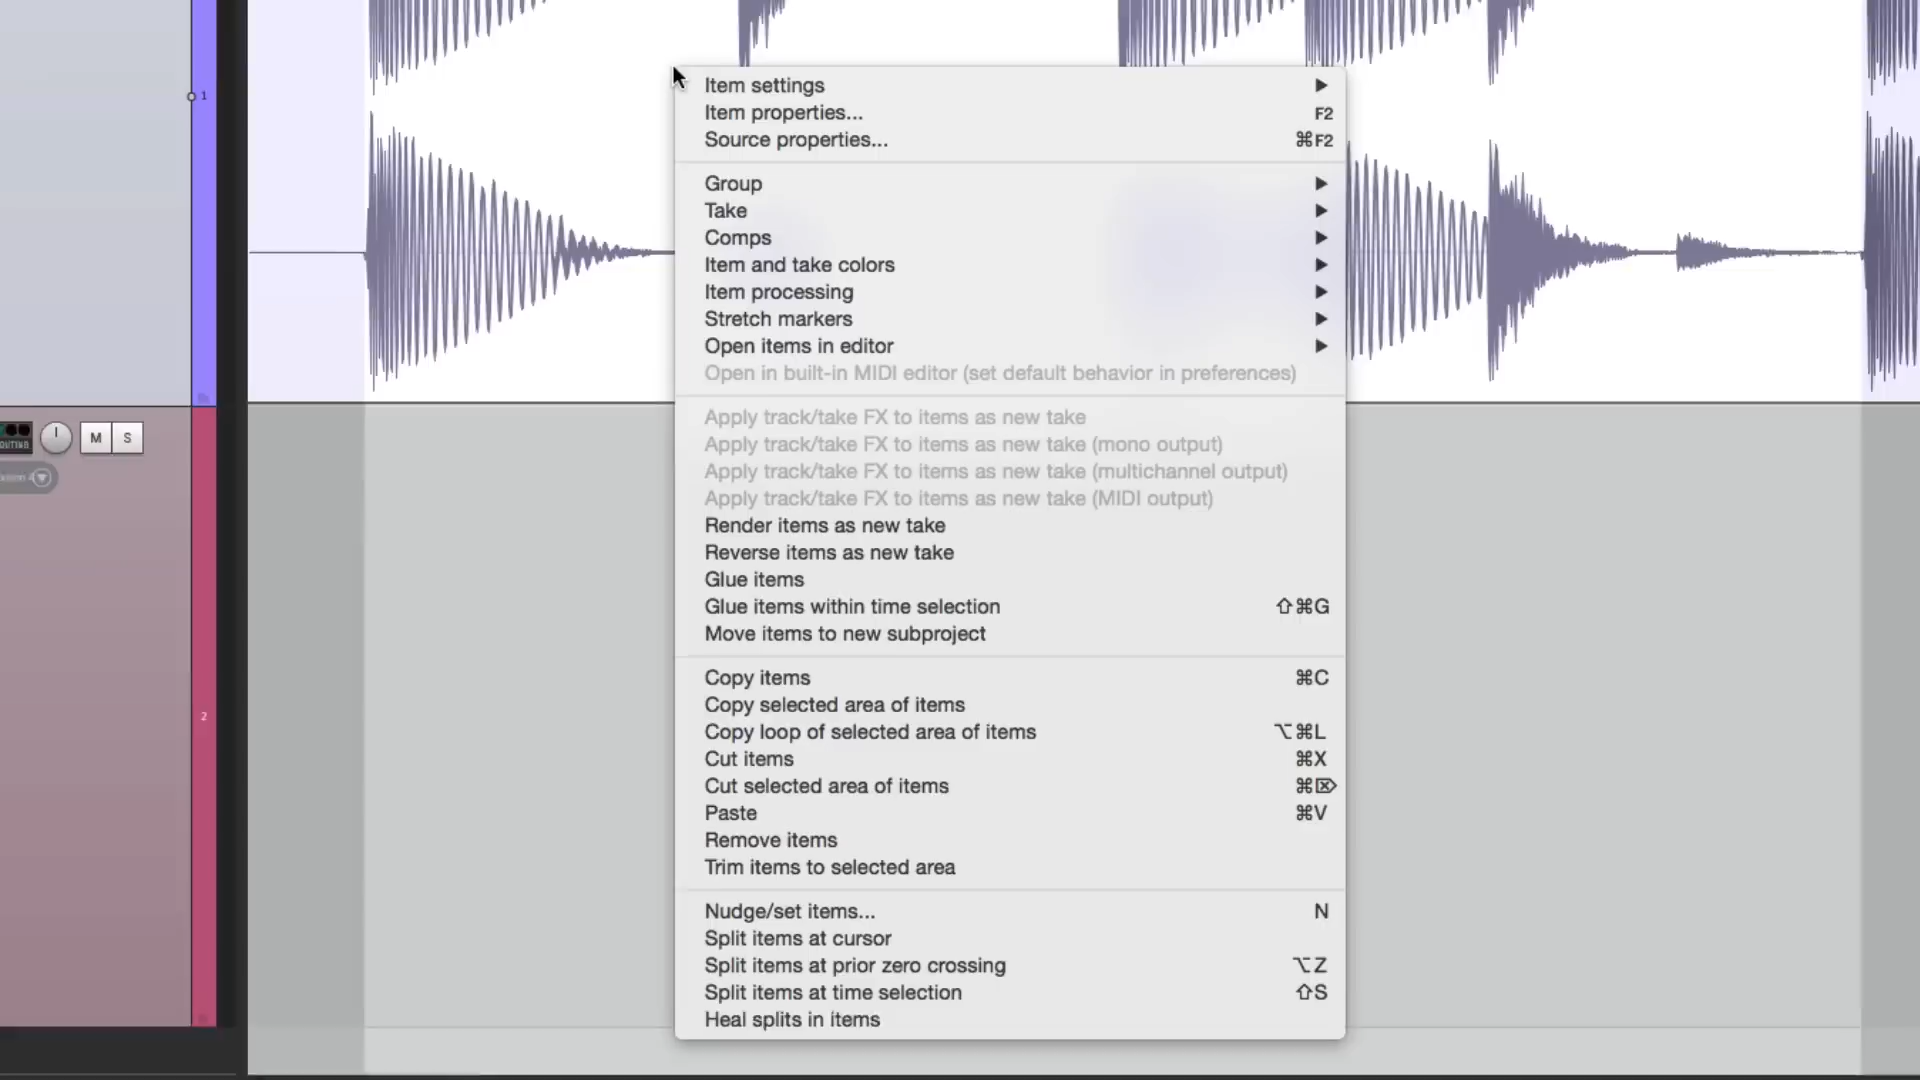 1
Item settings ▶
Item properties... F2
Source properties... ⌘F2
Group ▶
Take ▶
Comps ▶
Item and take colors ▶
Item processing ▶
Stretch markers ▶
Open items in editor ▶
Open in built-in MIDI editor (set default behavior in preferences)
Apply track/take FX to items as new take
M S
Apply track/take FX to items as new take (mono output)
Apply track/take FX to items as new take (multichannel output)
Apply track/take FX to items as new take (MIDI output)
Render items as new take
Reverse items as new take
Glue items
Glue items within time selection ⇧⌘G
Move items to new subproject
Copy items ⌘C
Copy selected area of items
2
Copy loop of selected area of items ⌥⌘L
Cut items ⌘X
Cut selected area of items ⌘⌦
Paste ⌘V
Remove items
Trim items to selected area
Nudge/set items... N
Split items at cursor
Split items at prior zero crossing ⌥Z
Split items at time selection ⇧S
Heal splits in items